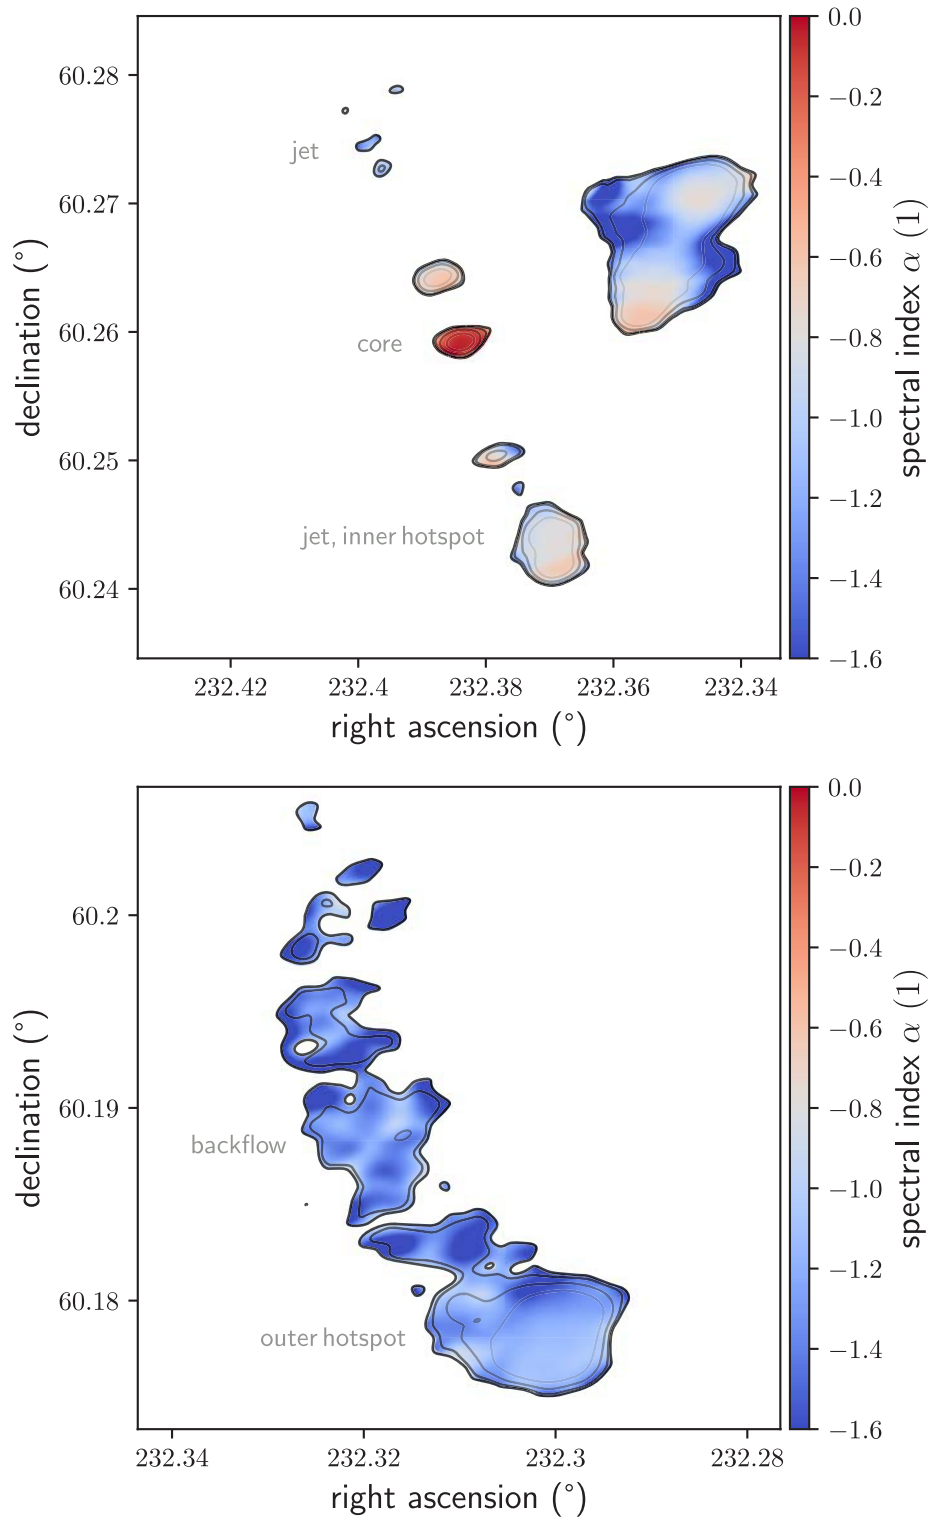 60.28
60.27
60.26
60.25
60.24
declination (°)
jet
core
jet, inner hotspot
232.42 232.4 232.38 232.36 232.34
right ascension (°)
0.0
−0.2
−0.4
−0.6
−0.8
−1.0
−1.2
−1.4
−1.6
spectral index α (1)
60.2
60.19
60.18
declination (°)
backflow
outer hotspot
232.34 232.32 232.3 232.28
right ascension (°)
0.0
−0.2
−0.4
−0.6
−0.8
−1.0
−1.2
−1.4
−1.6
spectral index α (1)